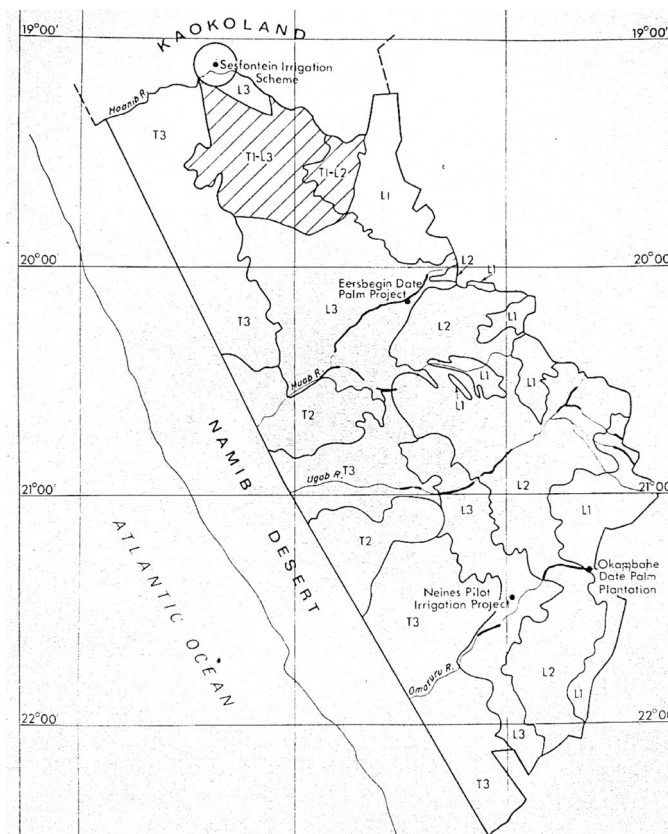 19°00'
19°00'
KAOKOLAND
Sesfontein Irrigation
Scheme
Hoanib R.
L3
T3
T1-L3
T1-L2
L1
20°00'
20°00'
L2
L1
Eersbegin Date
Palm Project
L3
L2
L1
T3
L1
L1
L1
Huab R.
T2
T3
Ugab R.
21°00'
21°00'
NAMIB DESERT
L3
L2
L1
T2
Okambahe
Date Palm
Plantation
Neines Pilot
Irrigation Project
T3
ATLANTIC OCEAN
L2
L1
Omaruru R.
22°00'
22°00'
L3
T3